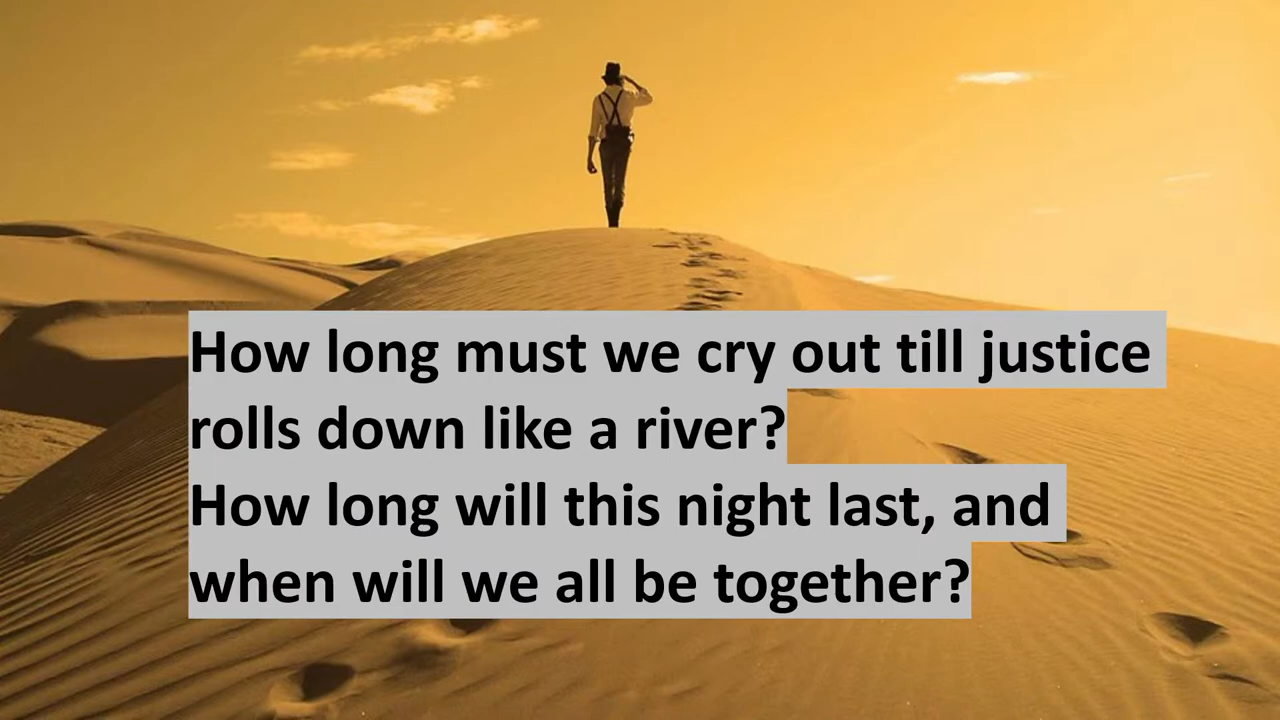 How long must we cry out till justice
rolls down like a river?
How long will this night last, and
when will we all be together?